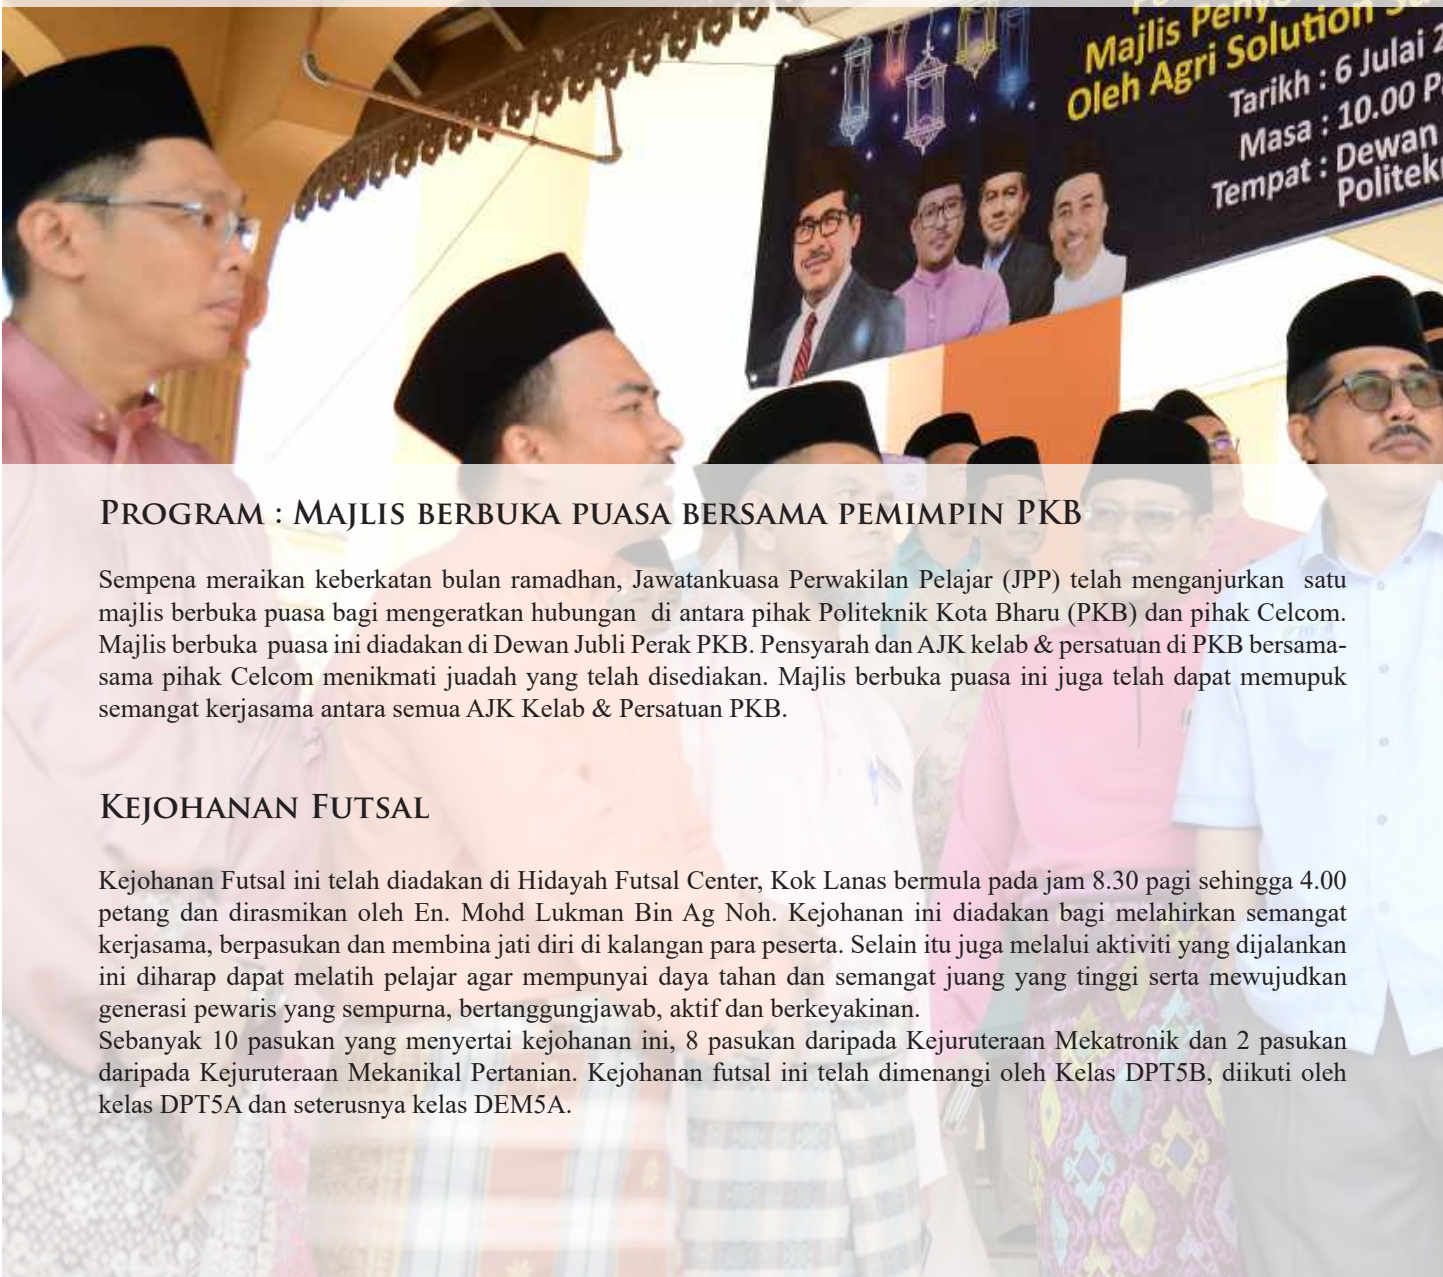 Majlis
Oleh Agri Solution
Tarikh : 6 Julai
Masa : 10.00
Tempat : Dewan
PROGRAM : MAJLIS BERBUKA PUASA BERSAMA PEMIMPIN PKB
Sempena meraikan keberkatan bulan ramadhan, Jawatankuasa Perwakilan Pelajar (JPP) telah menganjurkan satu
majlis berbuka puasa bagi mengeratkan hubungan di antara pihak Politeknik Kota Bharu (PKB) dan pihak Celcom.
Majlis berbuka puasa ini diadakan di Dewan Jubli Perak PKB. Pensyarah dan AJK kelab & persatuan di PKB bersama-
sama pihak Celcom menikmati juadah yang telah disediakan. Majlis berbuka puasa ini juga telah dapat memupuk
semangat kerjasama antara semua AJK Kelab & Persatuan PKB.
KEJOHANAN FUTSAL
Kejohanan Futsal ini telah diadakan di Hidayah Futsal Center, Kok Lanas bermula pada jam 8.30 pagi sehingga 4.00
petang dan dirasmikan oleh En. Mohd Lukman Bin Ag Noh. Kejohanan ini diadakan bagi melahirkan semangat
kerjasama, berpasukan dan membina jati diri di kalangan para peserta. Selain itu juga melalui aktiviti yang dijalankan
ini diharap dapat melatih pelajar agar mempunyai daya tahan dan semangat juang yang tinggi serta mewujudkan
generasi pewaris yang sempurna, bertanggungjawab, aktif dan berkeyakinan.
Sebanyak 10 pasukan yang menyertai kejohanan ini, 8 pasukan daripada Kejuruteraan Mekatronik dan 2 pasukan
daripada Kejuruteraan Mekanikal Pertanian. Kejohanan futsal ini telah dimenangi oleh Kelas DPT5B, diikuti oleh
kelas DPT5A dan seterusnya kelas DEM5A.